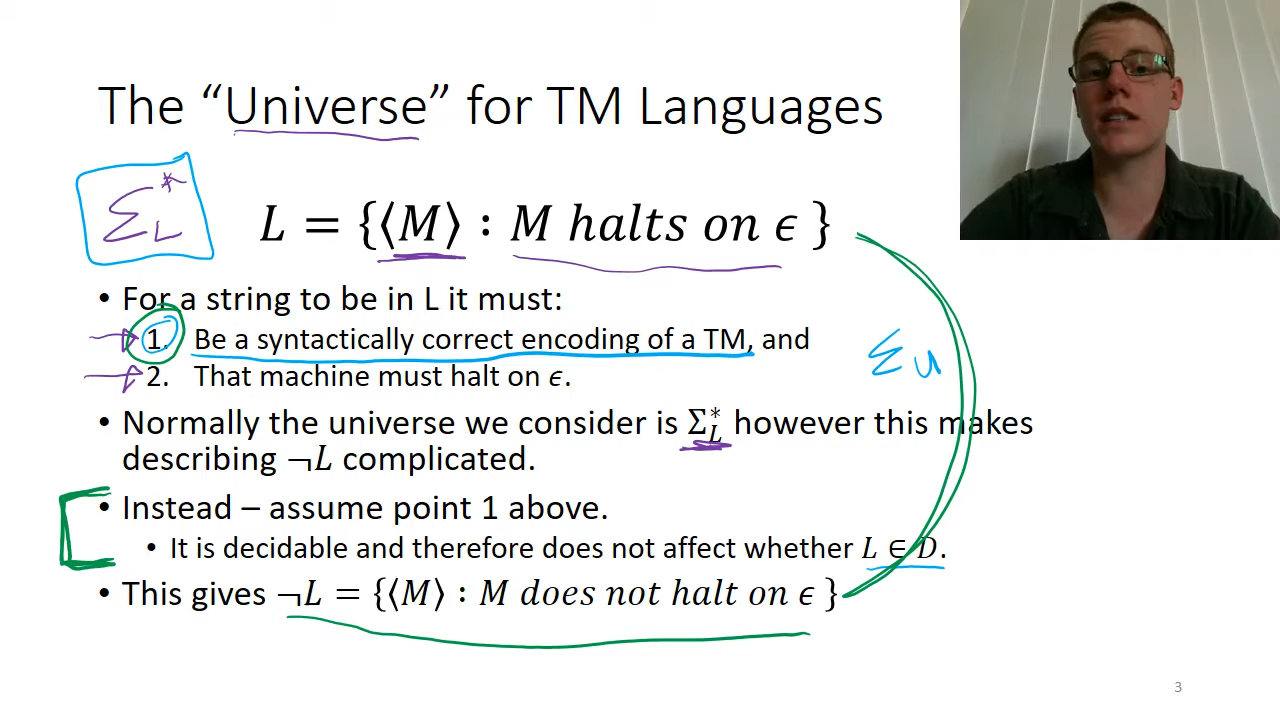 The “Universe” for TM Languages
Σ_L^*
L = {⟨M⟩ : M halts on ϵ }
• For a string to be in L it must:
1. Be a syntactically correct encoding of a TM, and
2. That machine must halt on ϵ.
Σ_u
• Normally the universe we consider is Σ_L^* however this makes
describing ¬L complicated.
• Instead – assume point 1 above.
• It is decidable and therefore does not affect whether L ∈ D.
• This gives ¬L = {⟨M⟩ : M does not halt on ϵ }
3